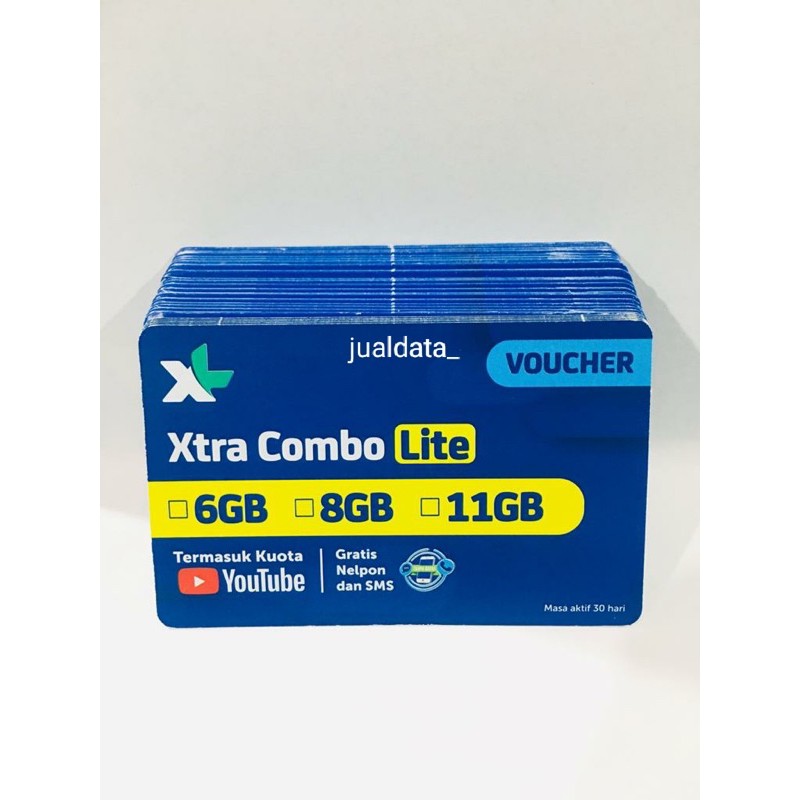 jualdata_
XL
VOUCHER
Xtra Combo Lite
6GB 8GB 11GB
Termasuk Kuota
YouTube
Gratis
Nelpon
dan SMS
Masa aktif 30 hari